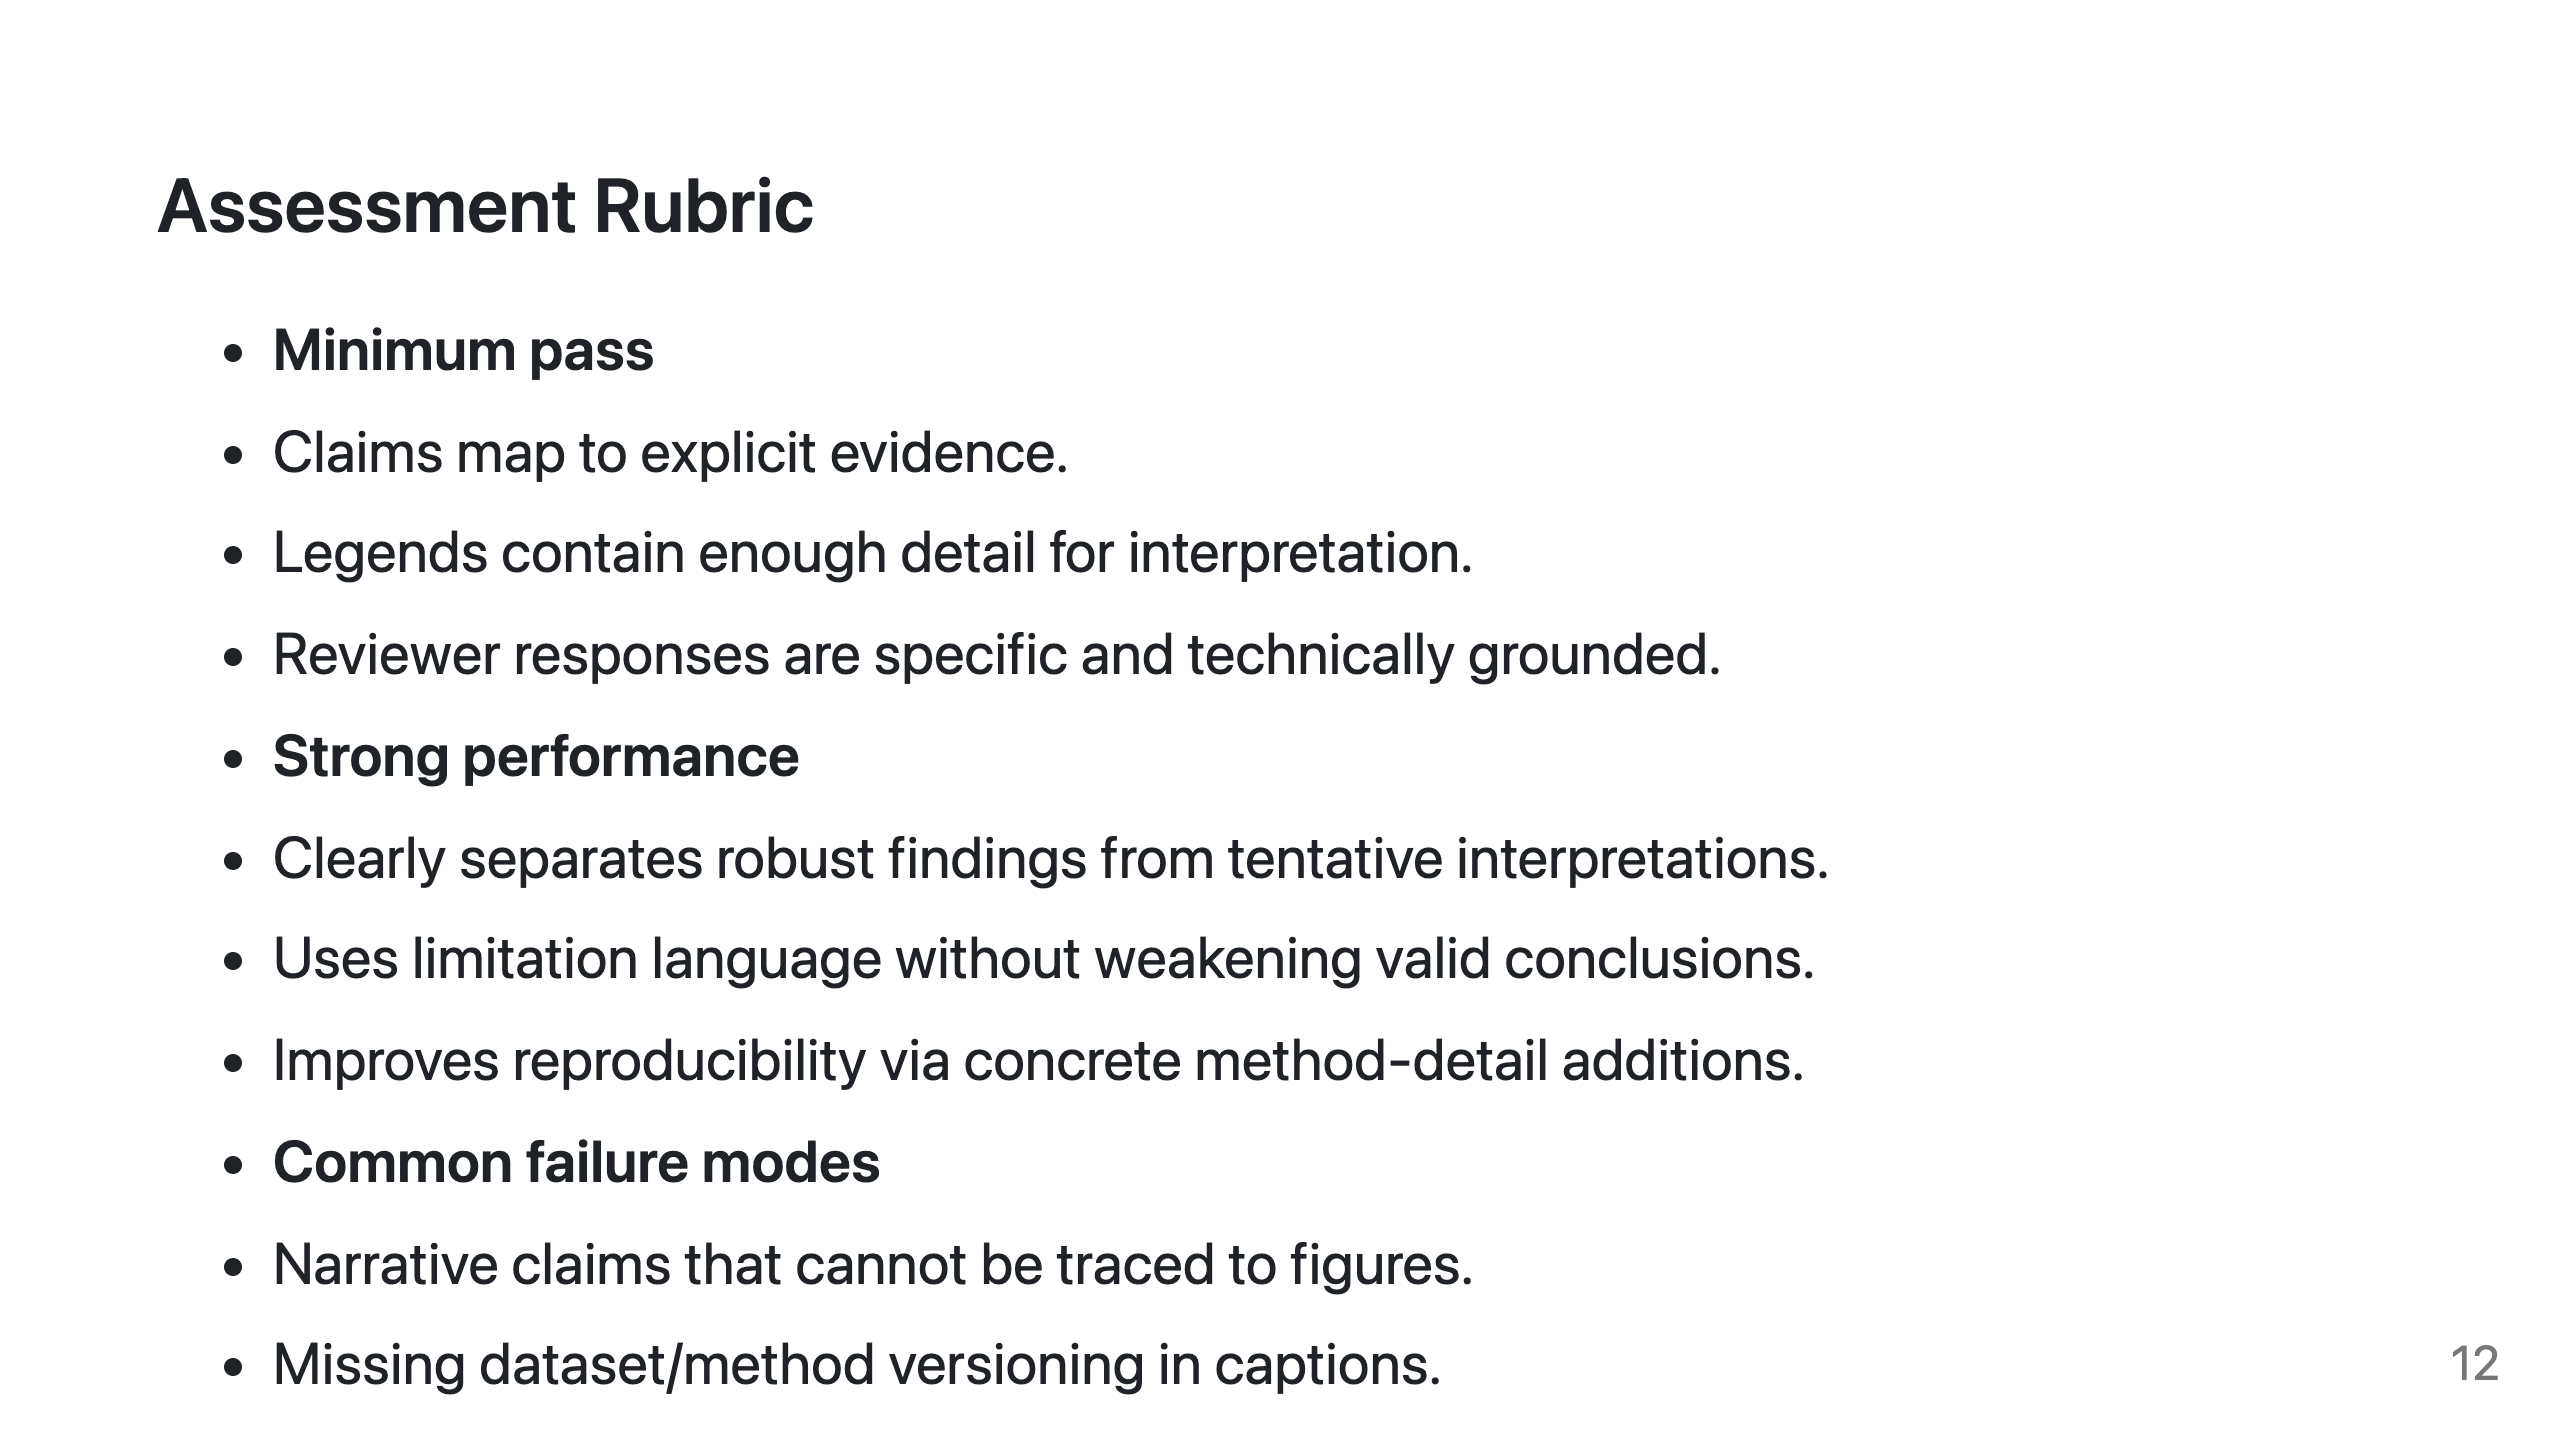 Assessment Rubric
• Minimum pass
• Claims map to explicit evidence.
• Legends contain enough detail for interpretation.
• Reviewer responses are specific and technically grounded.
• Strong performance
• Clearly separates robust findings from tentative interpretations.
• Uses limitation language without weakening valid conclusions.
• Improves reproducibility via concrete method-detail additions.
• Common failure modes
• Narrative claims that cannot be traced to figures.
• Missing dataset/method versioning in captions.
12